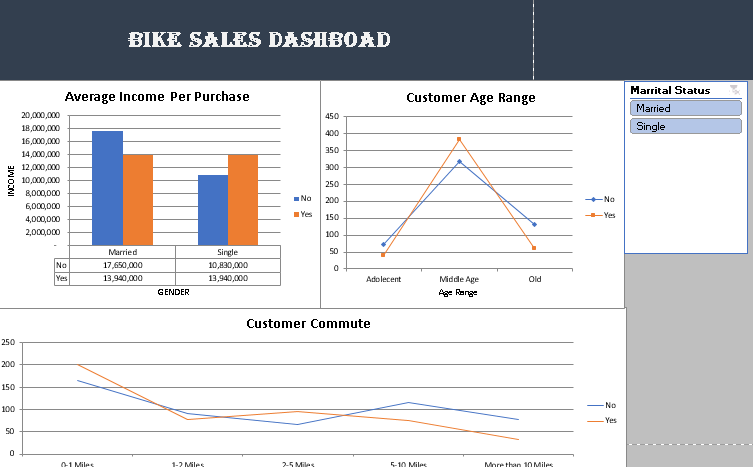 BIKE SALES DASHBOAD
Average Income Per Purchase
20,000,000
18,000,000
16,000,000
14,000,000
12,000,000
10,000,000
8,000,000
6,000,000
4,000,000
2,000,000
-
INCOME
Married Single
No 17,650,000 10,830,000
Yes 13,940,000 13,940,000
GENDER
No
Yes
Customer Age Range
450
400
350
300
250
200
150
100
50
0
Adolecent Middle Age Old
Age Range
No
Yes
Marrital Status
Married
Single
Customer Commute
250
200
150
100
50
0
0-1 Miles 1-2 Miles 2-5 Miles 5-10 Miles More than 10 Miles
No
Yes